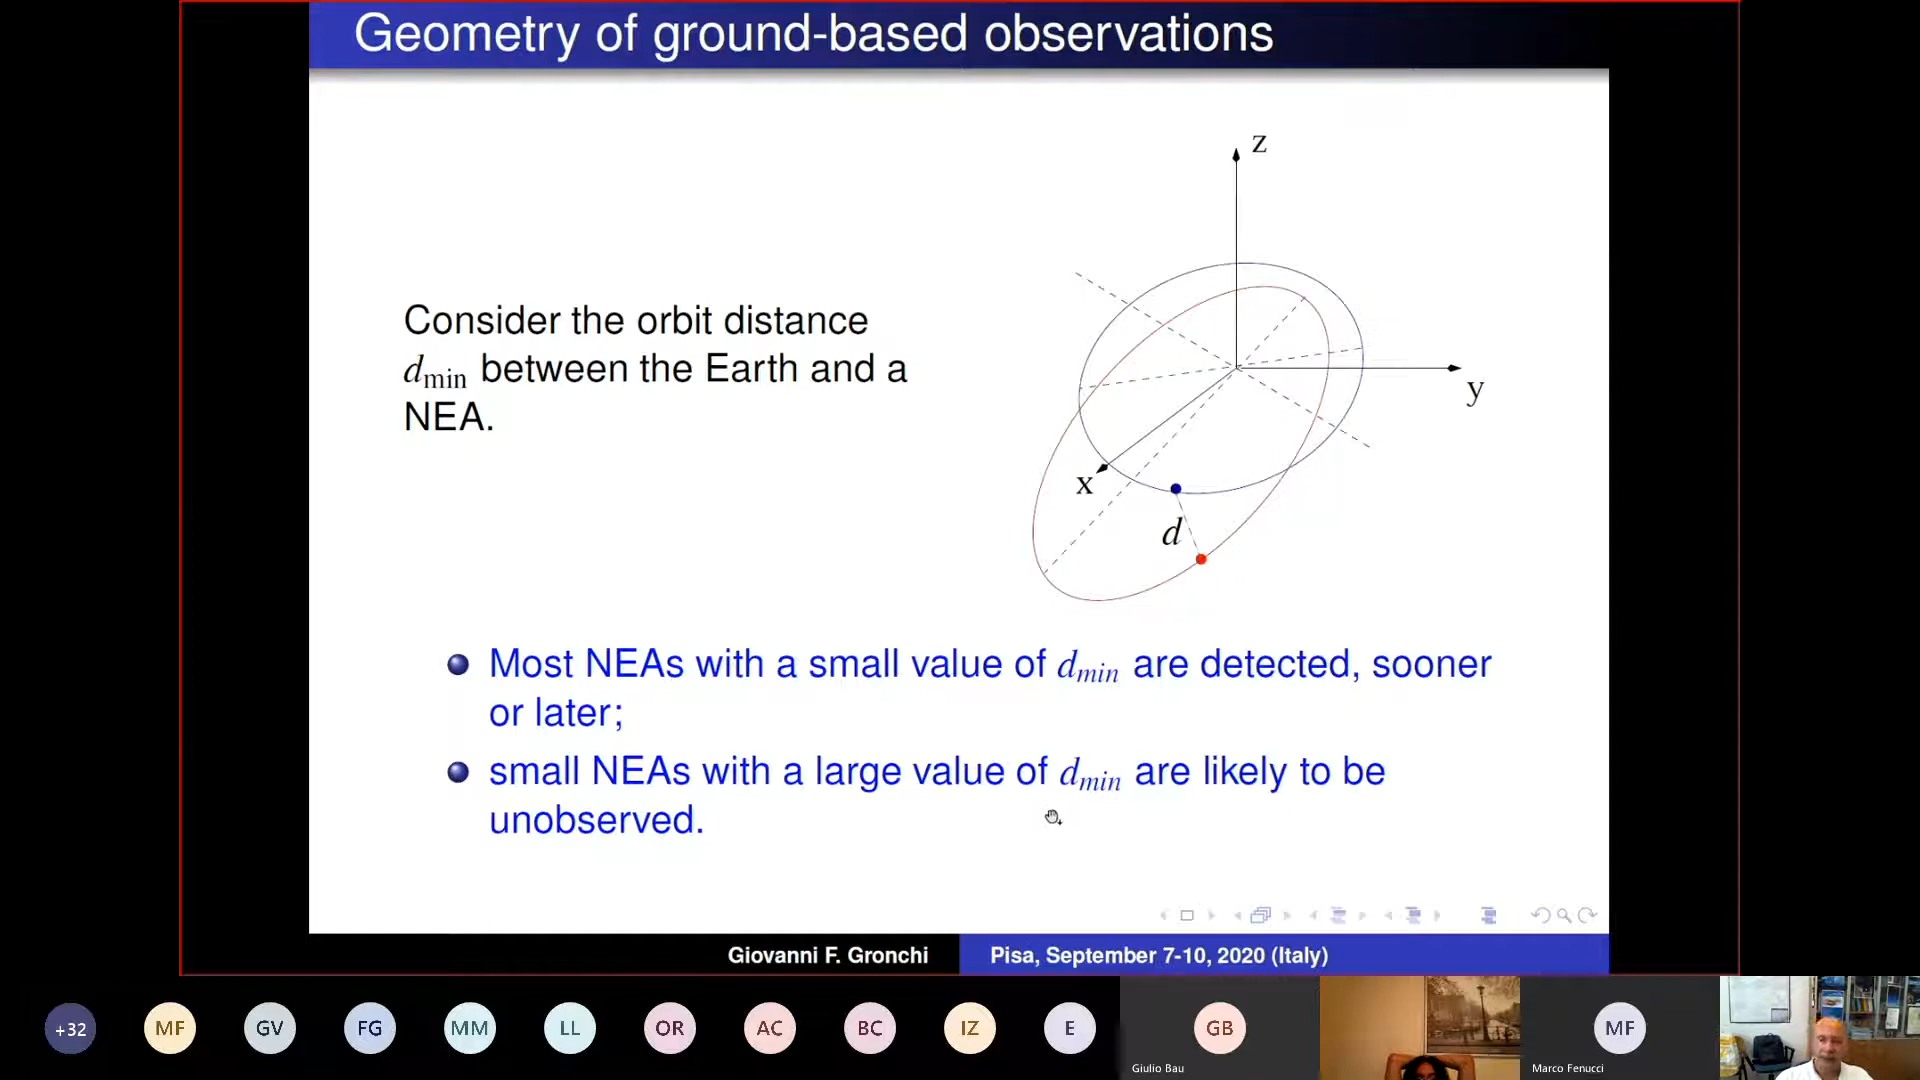 Geometry of ground-based observations
z
Consider the orbit distance
d_min between the Earth and a
NEA.
y
x
d
Most NEAs with a small value of d_min are detected, sooner
or later;
small NEAs with a large value of d_min are likely to be
unobserved.
Giovanni F. Gronchi
Pisa, September 7-10, 2020 (Italy)
+32
MF
GV
FG
MM
LL
OR
AC
BC
IZ
E
GB
MF
Giulio Bau
Marco Fenucci